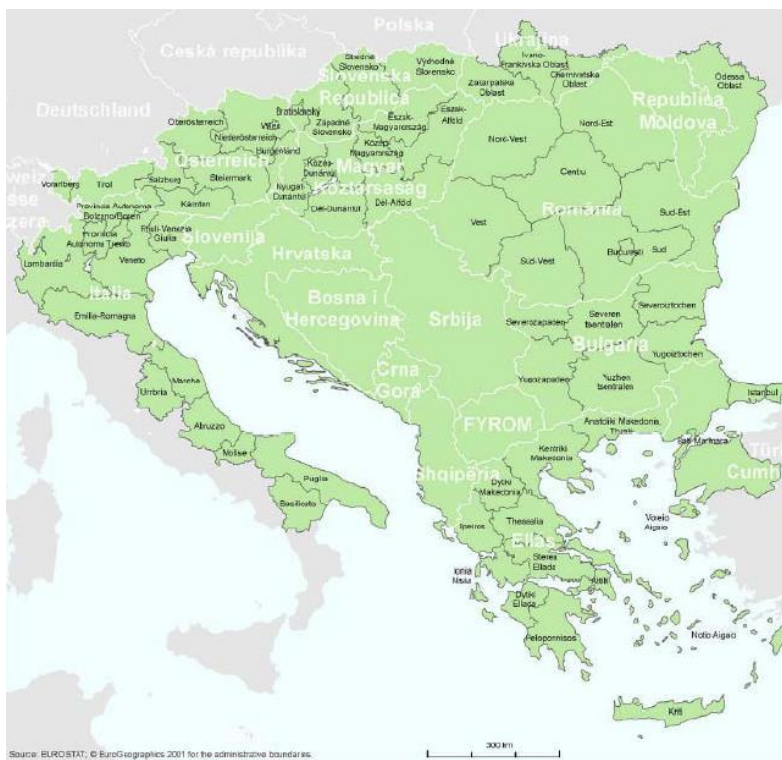 Polska
Ukraina
Česká republika
Deutschland
Slovenska
Republica
Stredné
Slovensko
Východné
Slovensko
Zakarpatska
Oblast
Ivano-
Frankivska Oblast
Chernivatska
Oblast
Odessa
Oblast
Republica
Moldova
Oberösterreich
Niederösterreich
Wien
Bratislavský
Západné
Slovensko
Észak-
Magyarország
Észak-
Alföld
Burgenland
Közép-
Magyarország
Nord-Vest
Nord-Est
Österreich
Steiermark
Salzburg
Vorarlberg
Tirol
Kärnten
Közép-
Dunántúl
Nyugat-
Dunántúl
Magyar
Köztársaság
Dél-Dunántúl
Dél-Alföld
Centru
România
Vest
Sud-Est
Sud-Vest
Bucuresti
Sud
Provincia Autonoma
Bolzano/Bozen
Provincia
Autonoma Trento
Friuli-Venezia
Giulia
Slovenija
Hrvatska
Lombardia
Veneto
Italia
Emilia-Romagna
Bosna i
Hercegovina
Srbija
Severozapaden
Severen
tsentralen
Severoiztochen
Bulgaria
Yugoiztochen
Yugozapaden
Yuzhen
tsentralen
Crna
Gora
Umbria
Marche
Abruzzo
Molise
Puglia
Basilicata
FYROM
Shqipëria
Istanbul
Anatoliki Makedonia,
Thraki
Bati Marmara
Kentriki
Makedonia
Dytiki
Makedonia
Ipeiros
Thessalia
Ellas
Voreio
Aigaio
Ionia
Nisia
Sterea
Ellada
Dytiki
Ellada
Attiki
Peloponnisos
Notio Aigaio
Kriti
Source: EUROSTAT; © EuroGeographics 2001 for the administrative boundaries.
300 km